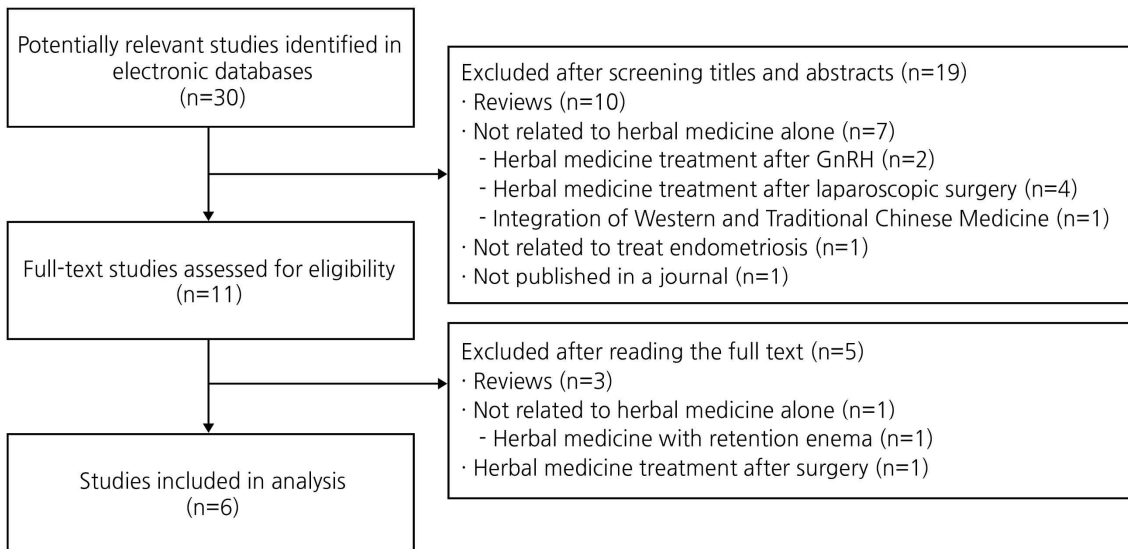 Potentially relevant studies identified in
electronic databases
(n=30)
Excluded after screening titles and abstracts (n=19)
· Reviews (n=10)
· Not related to herbal medicine alone (n=7)
- Herbal medicine treatment after GnRH (n=2)
- Herbal medicine treatment after laparoscopic surgery (n=4)
- Integration of Western and Traditional Chinese Medicine (n=1)
· Not related to treat endometriosis (n=1)
· Not published in a journal (n=1)
Full-text studies assessed for eligibility
(n=11)
Excluded after reading the full text (n=5)
· Reviews (n=3)
· Not related to herbal medicine alone (n=1)
- Herbal medicine with retention enema (n=1)
· Herbal medicine treatment after surgery (n=1)
Studies included in analysis
(n=6)